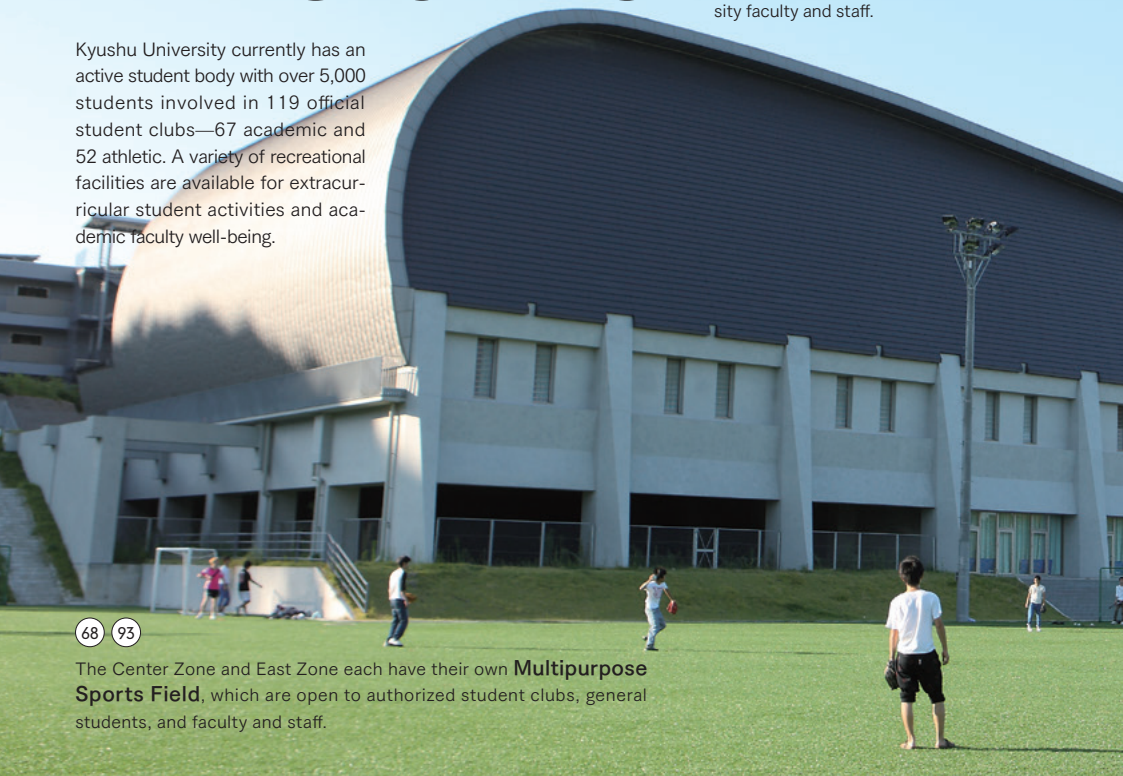 sity faculty and staff.
Kyushu University currently has an
active student body with over 5,000
students involved in 119 official
student clubs—67 academic and
52 athletic. A variety of recreational
facilities are available for extracur-
ricular student activities and aca-
demic faculty well-being.
68 93
The Center Zone and East Zone each have their own Multipurpose
Sports Field, which are open to authorized student clubs, general
students, and faculty and staff.